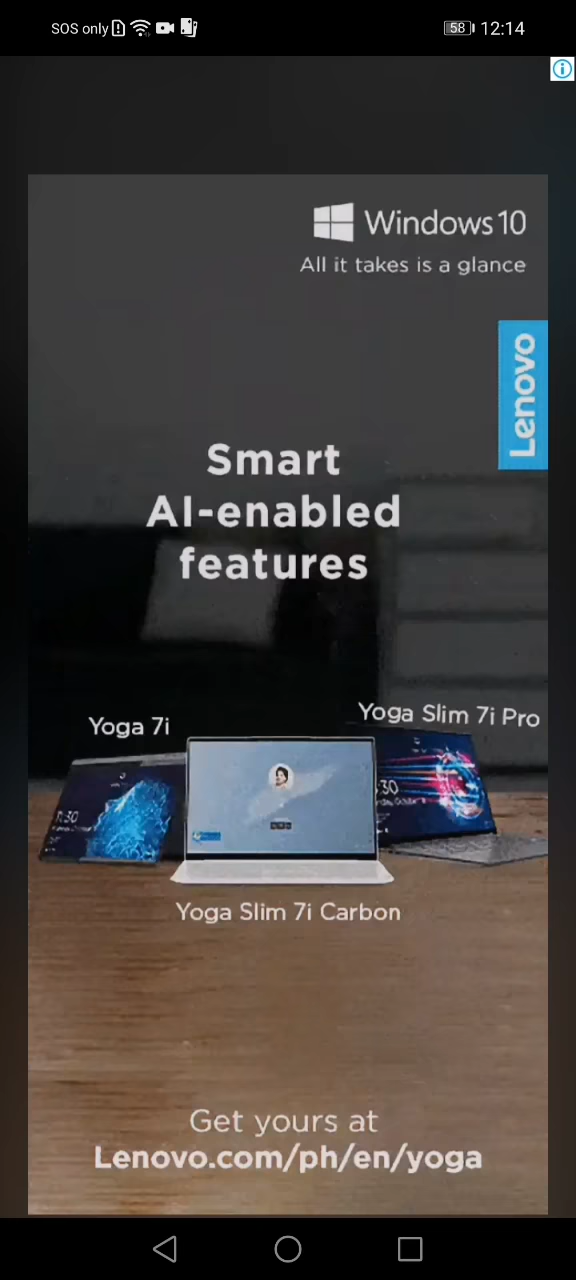 SOS only
58
12:14
Windows 10
All it takes is a glance
Lenovo
Smart
AI-enabled
features
Yoga 7i
Yoga Slim 7i Pro
Yoga Slim 7i Carbon
Get yours at
Lenovo.com/ph/en/yoga